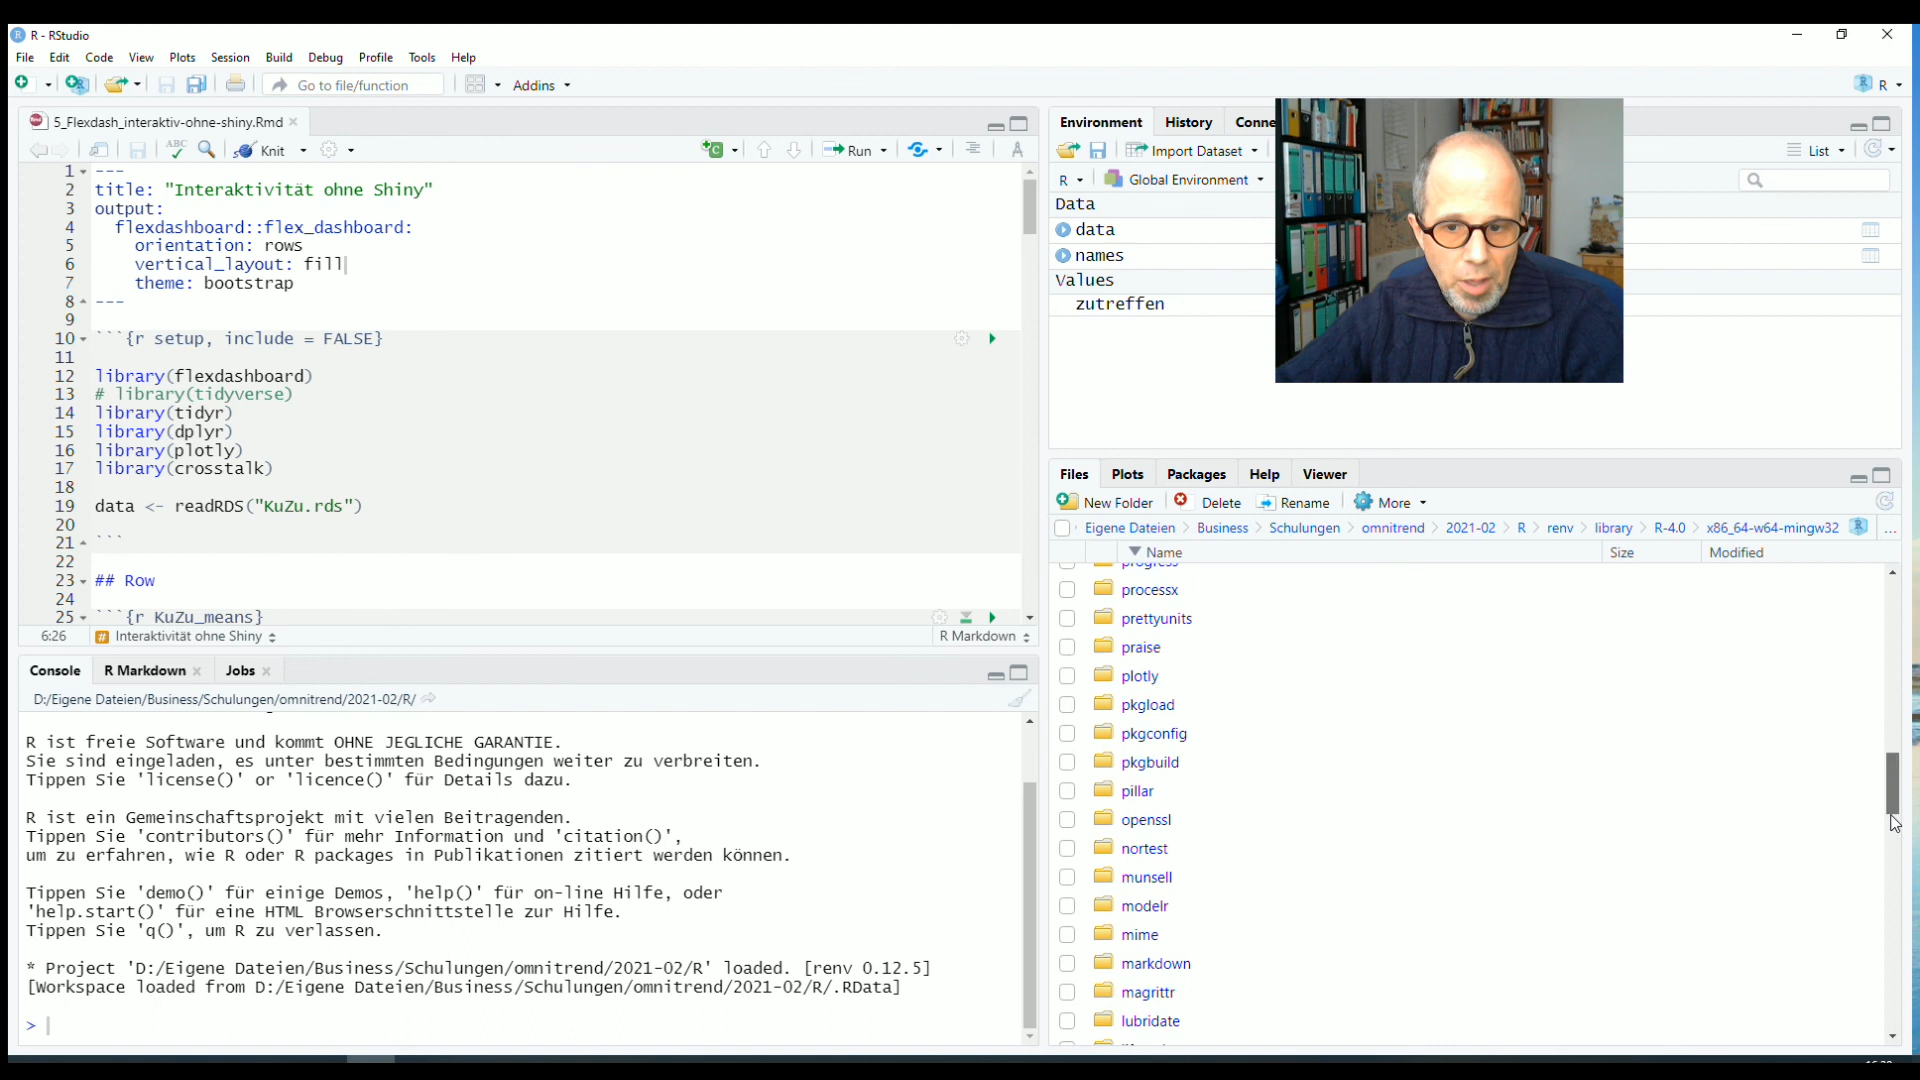 R - RStudio
File Edit Code View Plots Session Build Debug Profile Tools Help
Go to file/function Addins R
5_Flexdash_interaktiv-ohne-shiny.Rmd
ABC Knit Run
1 ---
2 title: "Interaktivität ohne Shiny"
3 output:
4 flexdashboard::flex_dashboard:
5 orientation: rows
6 vertical_layout: fill
7 theme: bootstrap
8 ---
9
10 ```{r setup, include = FALSE}
11
12 library(flexdashboard)
13 # library(tidyverse)
14 library(tidyr)
15 library(dplyr)
16 library(plotly)
17 library(crosstalk)
18
19 data <- readRDS("KuZu.rds")
20
21 ```
22
23 ## Row
24
25 ```{r KuZu_means}
6:26 # Interaktivität ohne Shiny R Markdown
Console R Markdown Jobs
D:/Eigene Dateien/Business/Schulungen/omnitrend/2021-02/R/
R ist freie Software und kommt OHNE JEGLICHE GARANTIE.
Sie sind eingeladen, es unter bestimmten Bedingungen weiter zu verbreiten.
Tippen Sie 'license()' or 'licence()' für Details dazu.
R ist ein Gemeinschaftsprojekt mit vielen Beitragenden.
Tippen Sie 'contributors()' für mehr Information und 'citation()',
um zu erfahren, wie R oder R packages in Publikationen zitiert werden können.
Tippen Sie 'demo()' für einige Demos, 'help()' für on-line Hilfe, oder
'help.start()' für eine HTML Browserschnittstelle zur Hilfe.
Tippen Sie 'q()', um R zu verlassen.
* Project 'D:/Eigene Dateien/Business/Schulungen/omnitrend/2021-02/R' loaded. [renv 0.12.5]
[Workspace loaded from D:/Eigene Dateien/Business/Schulungen/omnitrend/2021-02/R/.RData]
>
Environment History Conne
Import Dataset List
R Global Environment
Data
data
names
Values
zutreffen
Files Plots Packages Help Viewer
New Folder Delete Rename More
Eigene Dateien Business Schulungen omnitrend 2021-02 R renv library R-4.0 x86_64-w64-mingw32 ...
Name Size Modified
progress
processx
prettyunits
praise
plotly
pkgload
pkgconfig
pkgbuild
pillar
openssl
nortest
munsell
modelr
mime
markdown
magrittr
lubridate